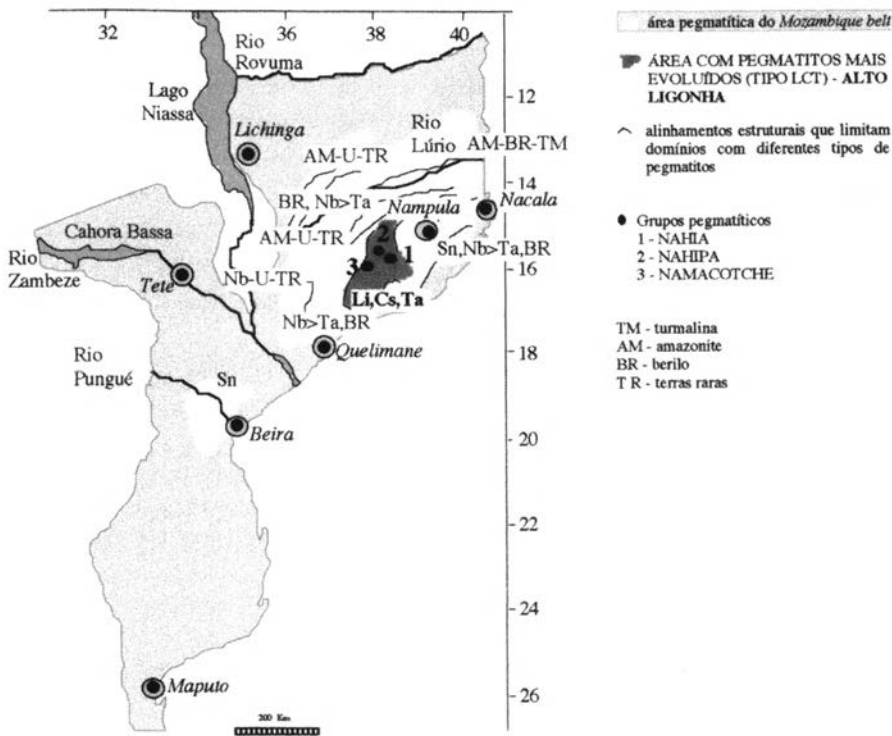 32 34 36 38 40 42
Rio
Rovuma
Lago
Niassa
12
Lichinga
Rio
Lúrio
AM-BR-TM
AM-U-TR
14
BR, Nb>Ta
Nampula
Nacala
Cahora Bassa
AM-U-TR
2
1
Sn,Nb>Ta,BR
Rio
Zambeze
3
16
Tete
Nb-U-TR
Li,Cs,Ta
Nb>Ta,BR
Rio
Pungué
Quelimane
18
Sn
Beira
20
22
24
Maputo
26
200 Km
área pegmatítica do Mozambique belt
ÁREA COM PEGMATITOS MAIS
EVOLUÍDOS (TIPO LCT) - ALTO
LIGONHA
alinhamentos estruturais que limitam
domínios com diferentes tipos de
pegmatitos
Grupos pegmatíticos
1 - NAHIA
2 - NAHIPA
3 - NAMACOTCHE
TM - turmalina
AM - amazonite
BR - berilo
T R - terras raras